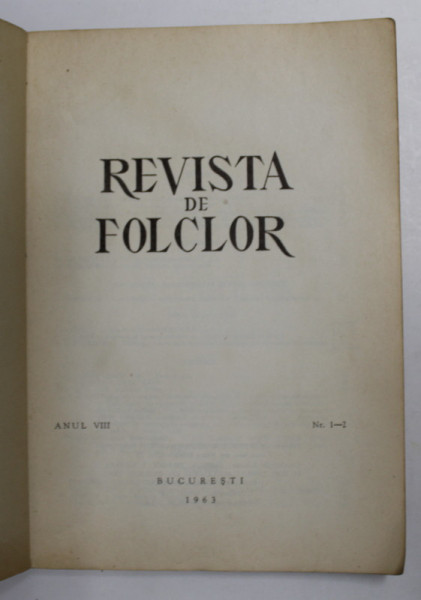 REVISTA
DE
FOLCLOR
ANUL VIII
Nr. 1—2
BUCUREȘTI
1963